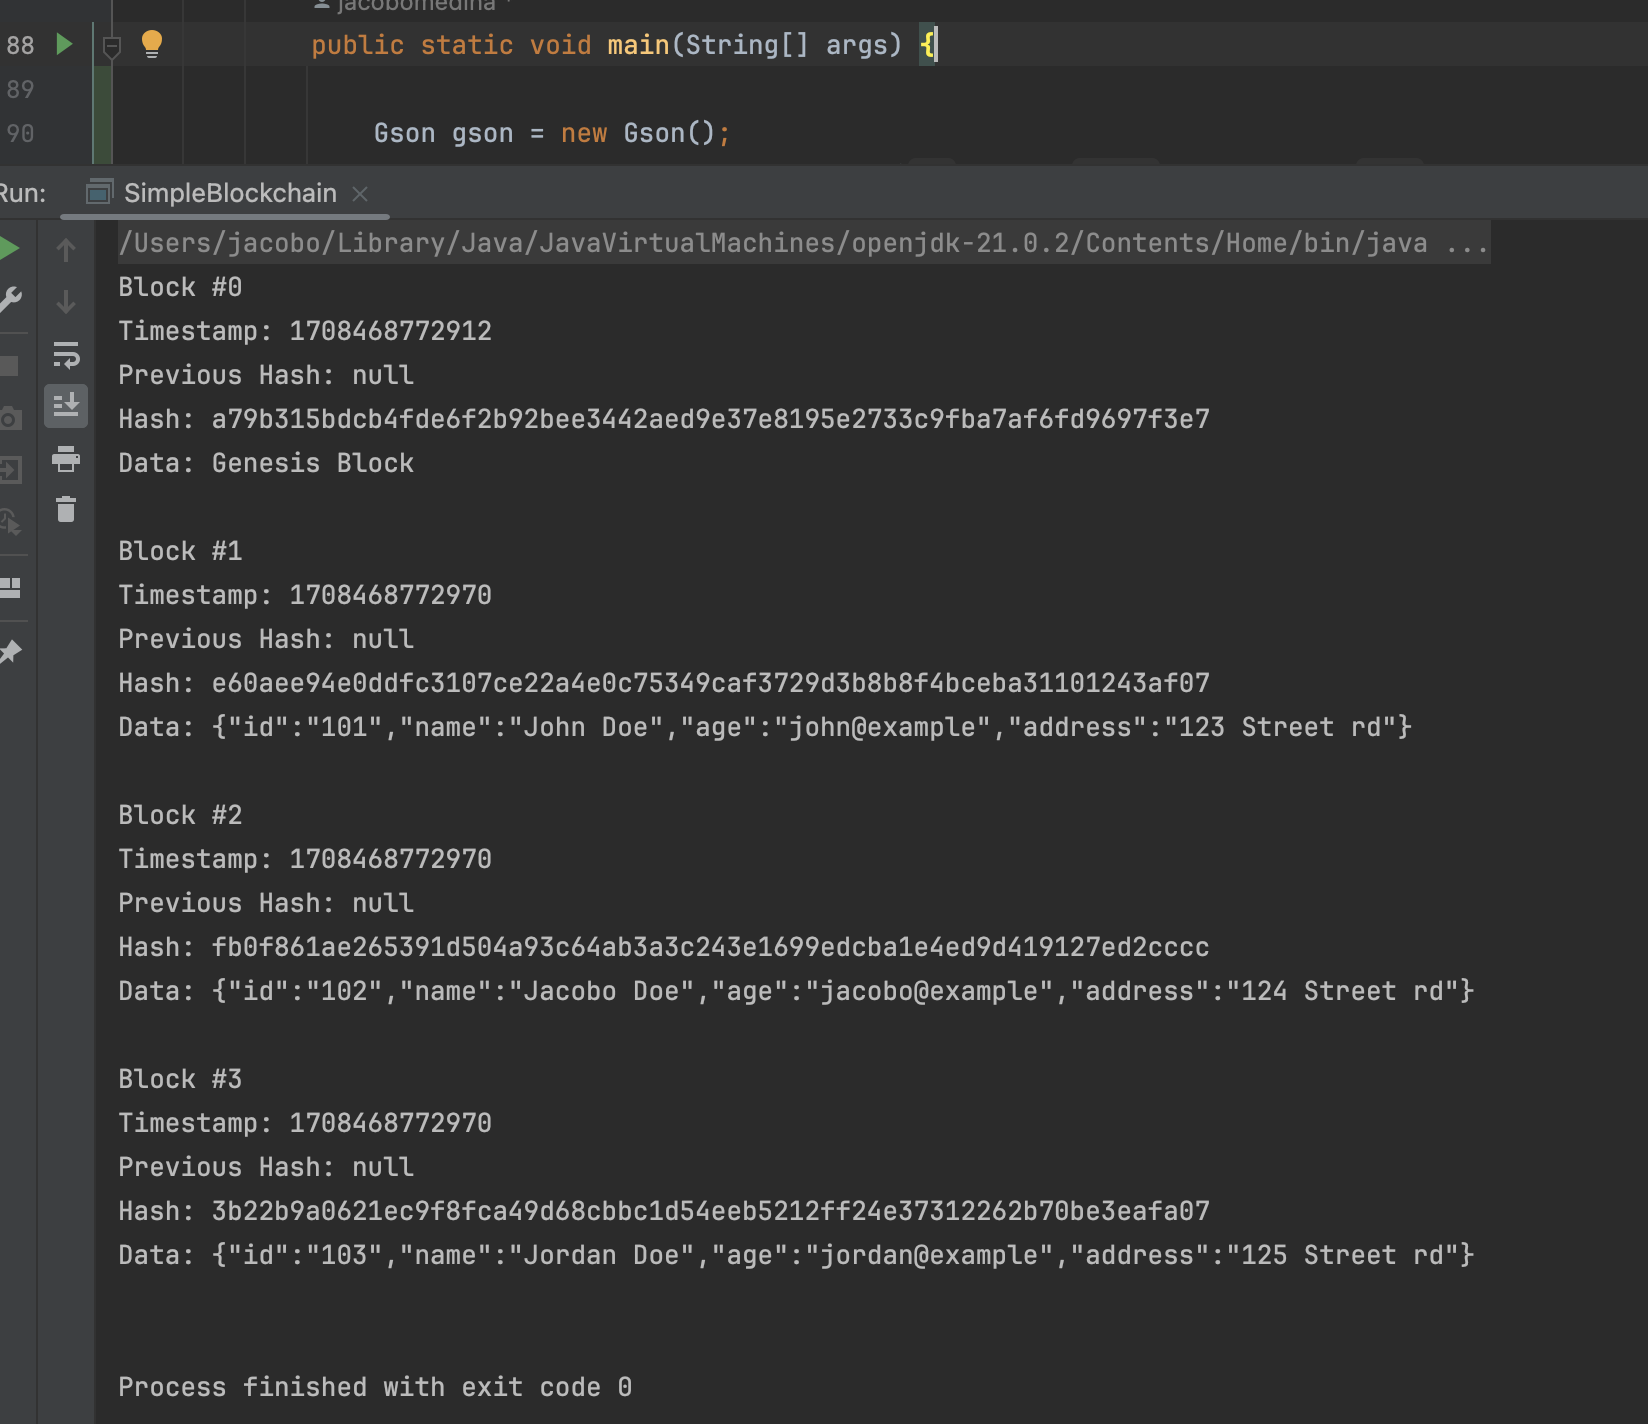 jacobomedina *
88 public static void main(String[] args) {
89
90 Gson gson = new Gson();
Run: SimpleBlockchain
/Users/jacobo/Library/Java/JavaVirtualMachines/openjdk-21.0.2/Contents/Home/bin/java ...
Block #0
Timestamp: 1708468772912
Previous Hash: null
Hash: a79b315bdcb4fde6f2b92bee3442aed9e37e8195e2733c9fba7af6fd9697f3e7
Data: Genesis Block
Block #1
Timestamp: 1708468772970
Previous Hash: null
Hash: e60aee94e0ddfc3107ce22a4e0c75349caf3729d3b8b8f4bceba31101243af07
Data: {"id":"101","name":"John Doe","age":"john@example","address":"123 Street rd"}
Block #2
Timestamp: 1708468772970
Previous Hash: null
Hash: fb0f861ae265391d504a93c64ab3a3c243e1699edcba1e4ed9d419127ed2cccc
Data: {"id":"102","name":"Jacobo Doe","age":"jacobo@example","address":"124 Street rd"}
Block #3
Timestamp: 1708468772970
Previous Hash: null
Hash: 3b22b9a0621ec9f8fca49d68cbbc1d54eeb5212ff24e37312262b70be3eafa07
Data: {"id":"103","name":"Jordan Doe","age":"jordan@example","address":"125 Street rd"}
Process finished with exit code 0